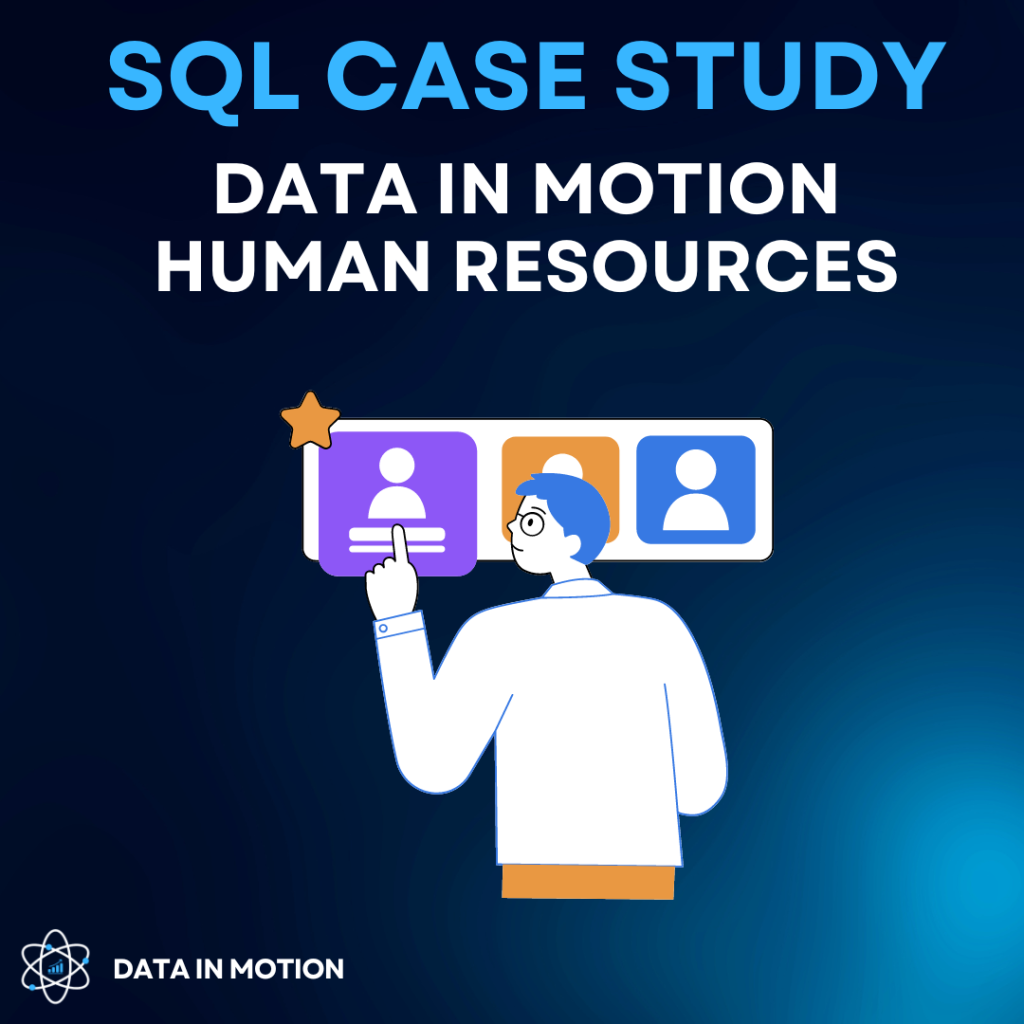 SQL CASE STUDY
DATA IN MOTION
HUMAN RESOURCES
DATA IN MOTION